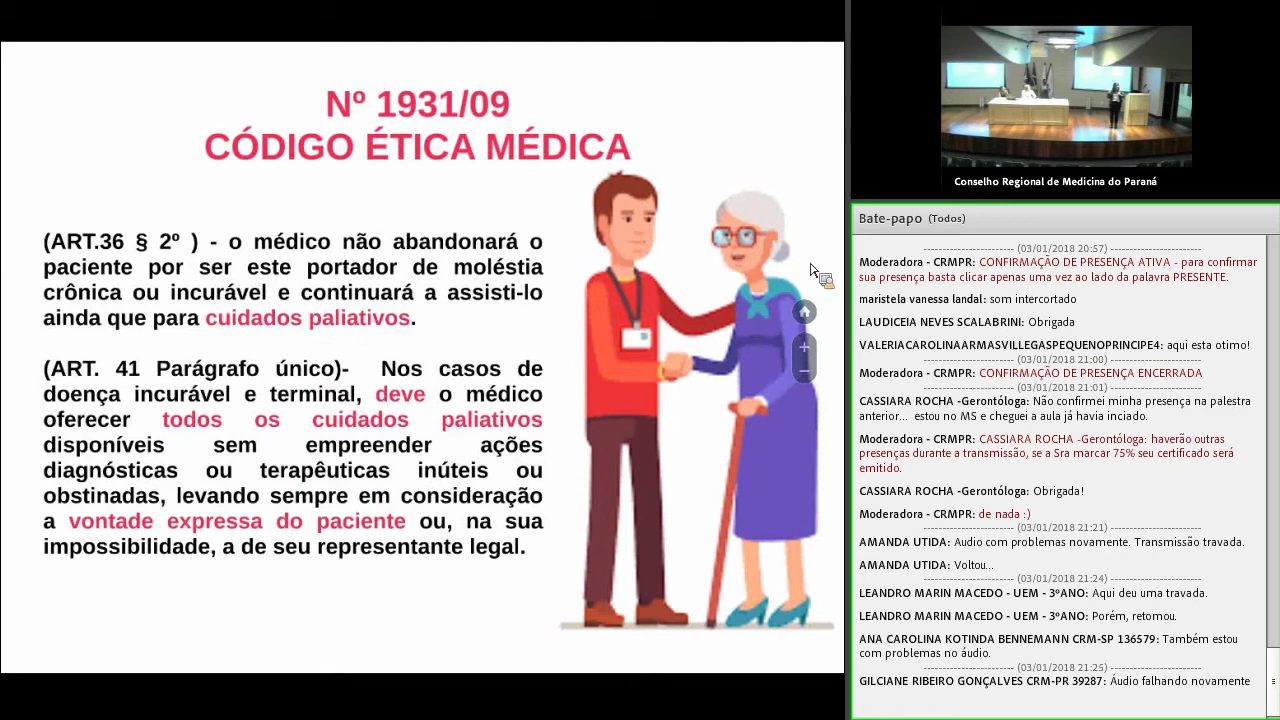 Nº 1931/09
CÓDIGO ÉTICA MÉDICA
(ART.36 § 2º ) - o médico não abandonará o
paciente por ser este portador de moléstia
crônica ou incurável e continuará a assisti-lo
ainda que para cuidados paliativos.
(ART. 41 Parágrafo único)- Nos casos de
doença incurável e terminal, deve o médico
oferecer todos os cuidados paliativos
disponíveis sem empreender ações
diagnósticas ou terapêuticas inúteis ou
obstinadas, levando sempre em consideração
a vontade expressa do paciente ou, na sua
impossibilidade, a de seu representante legal.
Conselho Regional de Medicina do Paraná
Bate-papo (Todos)
----------------------- (03/01/2018 20:57) -----------------------
Moderadora - CRMPR: CONFIRMAÇÃO DE PRESENÇA ATIVA - para confirmar
sua presença basta clicar apenas uma vez ao lado da palavra PRESENTE.
maristela vanessa landal: som intercortado
LAUDICEIA NEVES SCALABRINI: Obrigada
VALERIACAROLINAARMASVILLEGASPEQUENOPRINCIPE4: aqui esta otimo!
----------------------- (03/01/2018 21:00) -----------------------
Moderadora - CRMPR: CONFIRMAÇÃO DE PRESENÇA ENCERRADA
----------------------- (03/01/2018 21:01) -----------------------
CASSIARA ROCHA -Gerontóloga: Não confirmei minha presença na palestra
anterior... estou no MS e cheguei a aula já havia inciado.
Moderadora - CRMPR: CASSIARA ROCHA -Gerontóloga: haverão outras
presenças durante a transmissão, se a Sra marcar 75% seu certificado será
emitido.
CASSIARA ROCHA -Gerontóloga: Obrigada!
Moderadora - CRMPR: de nada :)
----------------------- (03/01/2018 21:21) -----------------------
AMANDA UTIDA: Audio com problemas novamente. Transmissão travada.
AMANDA UTIDA: Voltou...
----------------------- (03/01/2018 21:24) -----------------------
LEANDRO MARIN MACEDO - UEM - 3ºANO: Aqui deu uma travada.
LEANDRO MARIN MACEDO - UEM - 3ºANO: Porém, retomou.
ANA CAROLINA KOTINDA BENNEMANN CRM-SP 136579: Também estou
com problemas no áudio.
----------------------- (03/01/2018 21:25) -----------------------
GILCIANE RIBEIRO GONÇALVES CRM-PR 39287: Áudio falhando novamente